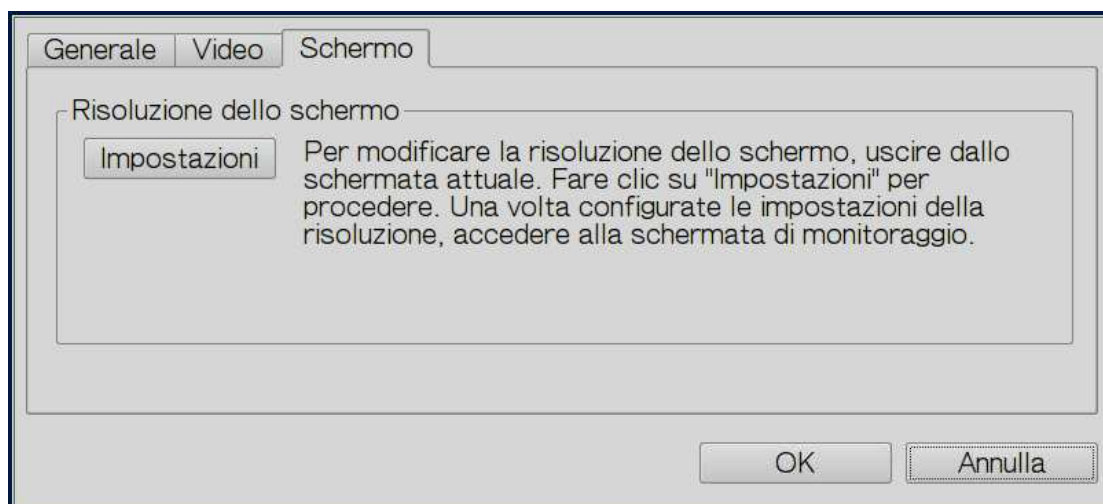 Generale Video Schermo
Risoluzione dello schermo
Impostazioni
Per modificare la risoluzione dello schermo, uscire dallo
schermata attuale. Fare clic su "Impostazioni" per
procedere. Una volta configurate le impostazioni della
risoluzione, accedere alla schermata di monitoraggio.
OK Annulla